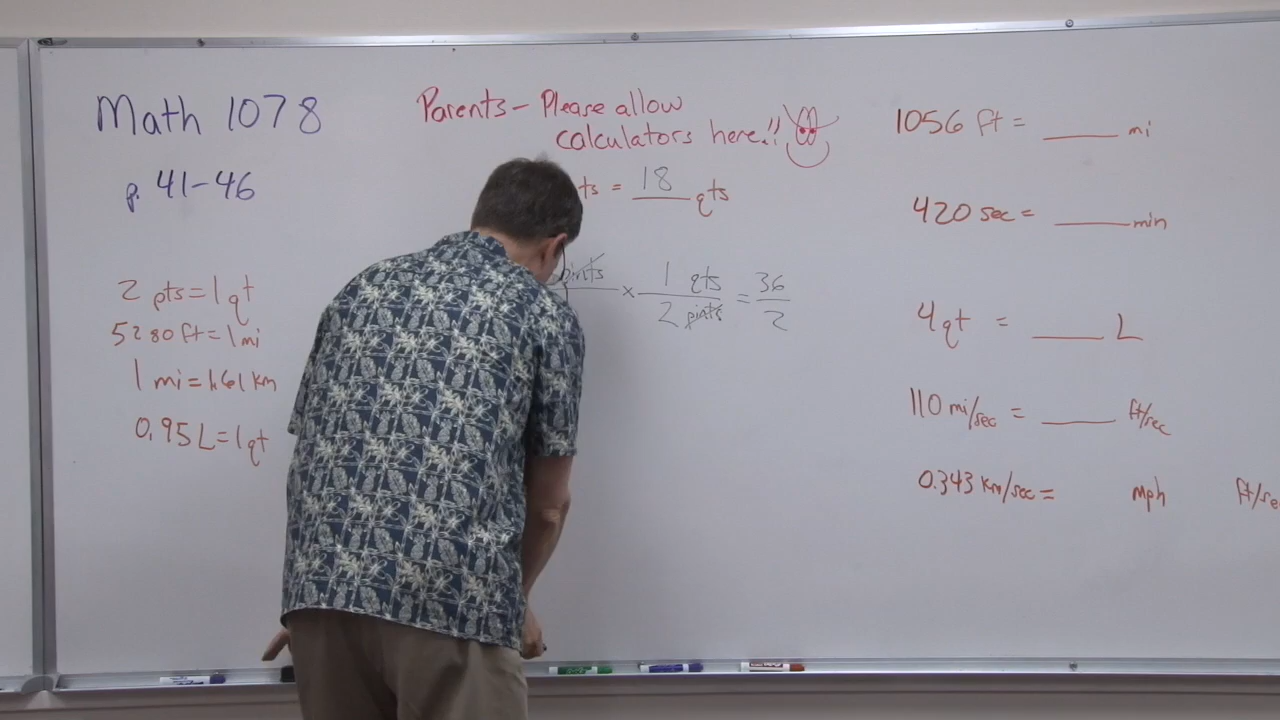 Math 1078
p. 41-46
2 pts = 1 qt
5280 ft = 1 mi
1 mi = 1.61 km
0.95 L = 1 qt
Parents - Please allow
calculators here!!
ts = 18 qts
points × 1 qts / 2 pints = 36 / 2
1056 ft = ____ mi
420 sec = ____ min
4 qt = ____ L
110 mi/sec = ____ ft/sec
0.343 km/sec = mph ft/se